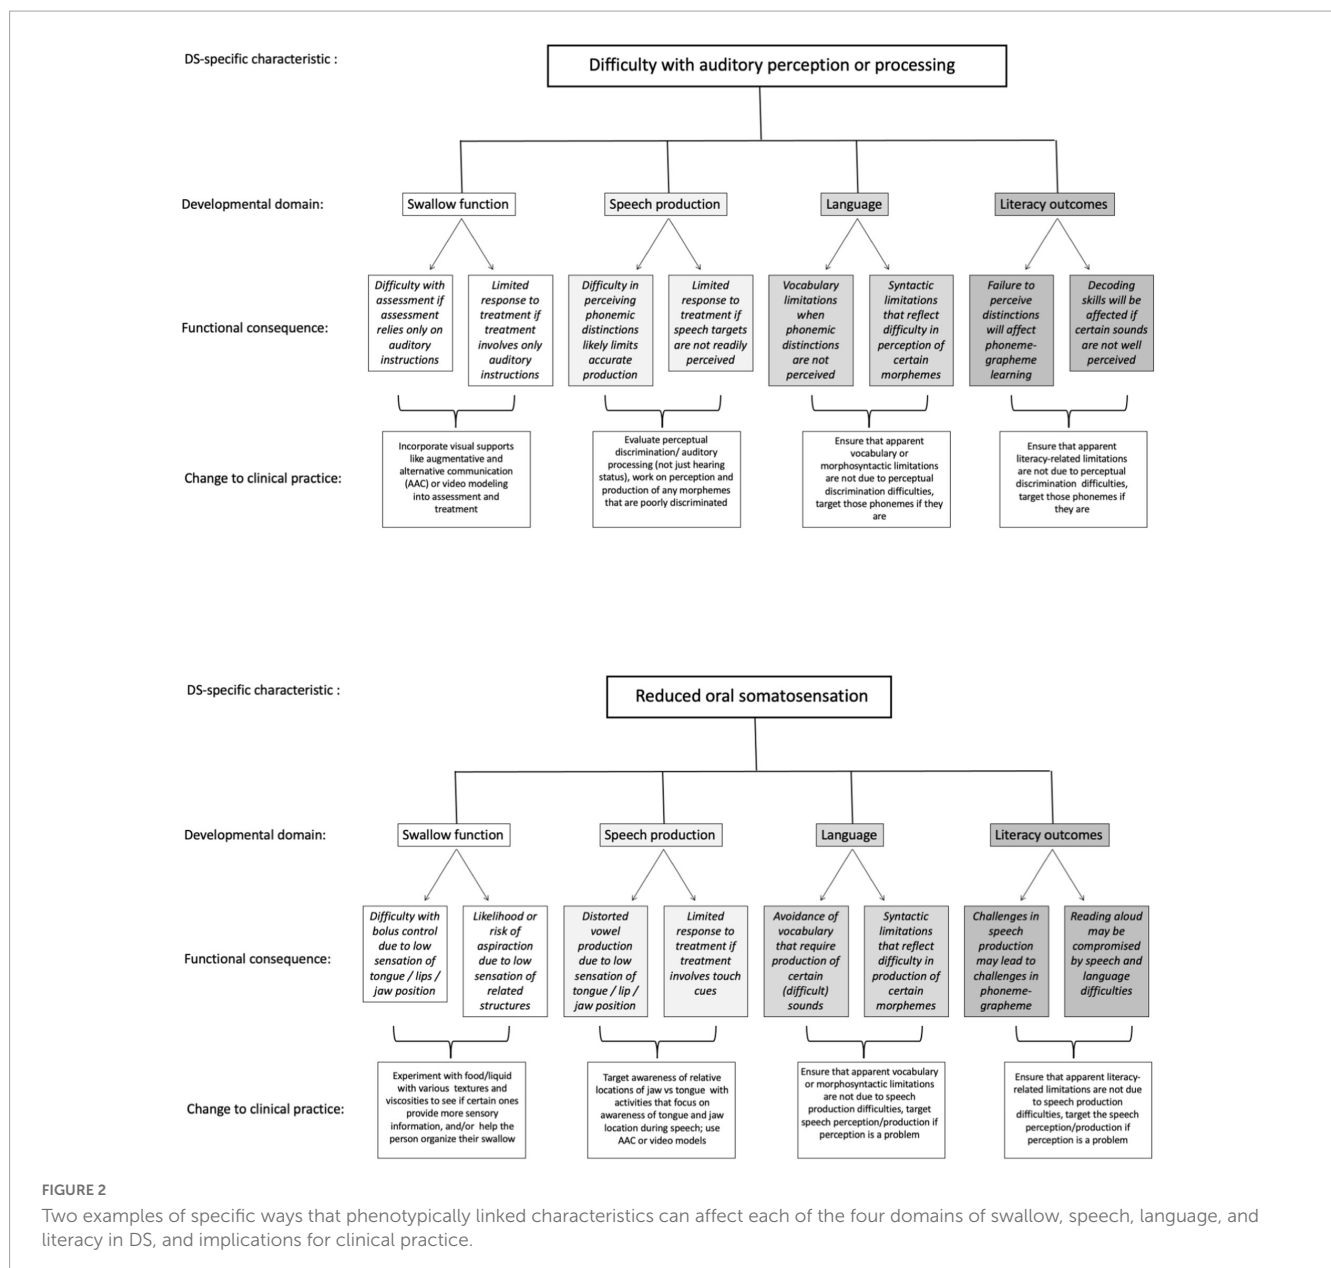 DS-specific characteristic :
Difficulty with auditory perception or processing
Developmental domain:
Swallow function
Speech production
Language
Literacy outcomes
Functional consequence:
Difficulty with
assessment if
assessment
relies only on
auditory
instructions
Limited
response to
treatment if
treatment
involves only
auditory
instructions
Difficulty in
perceiving
phonemic
distinctions
likely limits
accurate
production
Limited
response to
treatment if
speech targets
are not readily
perceived
Vocabulary
limitations
when
phonemic
distinctions
are not
perceived
Syntactic
limitations
that reflect
difficulty in
perception of
certain
morphemes
Failure to
perceive
distinctions
will affect
phoneme-
grapheme
learning
Decoding
skills will be
affected if
certain sounds
are not well
perceived
Change to clinical practice:
Incorporate visual supports
like augmentative and
alternative communication
(AAC) or video modeling
into assessment and
treatment
Evaluate perceptual
discrimination/ auditory
processing (not just hearing
status), work on perception and
production of any morphemes
that are poorly discriminated
Ensure that apparent
vocabulary or
morphosyntactic limitations
are not due to perceptual
discrimination difficulties,
target those phonemes if they
are
Ensure that apparent
literacy-related limitations
are not due to perceptual
discrimination difficulties,
target those phonemes if
they are
DS-specific characteristic :
Reduced oral somatosensation
Developmental domain:
Swallow function
Speech production
Language
Literacy outcomes
Functional consequence:
Difficulty with
bolus control
due to low
sensation of
tongue / lips /
jaw position
Likelihood or
risk of
aspiraction
due to low
sensation of
related
structures
Distorted
vowel
production
due to low
sensation of
tongue / lip /
jaw position
Limited
response to
treatment if
treatment
involves touch
cues
Avoidance of
vocabulary
that require
production of
certain
(difficult)
sounds
Syntactic
limitations
that reflect
difficulty in
production of
certain
morphemes
Challenges in
speech
production
may lead to
challenges in
phoneme-
grapheme
Reading aloud
may be
compromised
by speech and
language
difficulties
Change to clinical practice:
Experiment with food/liquid
with various textures and
viscosities to see if certain ones
provide more sensory
information, and/or help the
person organize their swallow
Target awareness of relative
locations of jaw vs tongue with
activities that focus on
awareness of tongue and jaw
location during speech; use
AAC or video models
Ensure that apparent vocabulary
or morphosyntactic limitations
are not due to speech
production difficulties, target
speech perception/production if
perception is a problem
Ensure that apparent literacy-
related limitations are not due
to speech production
difficulties, target the speech
perception/production if
perception is a problem
FIGURE 2
Two examples of specific ways that phenotypically linked characteristics can affect each of the four domains of swallow, speech, language, and
literacy in DS, and implications for clinical practice.